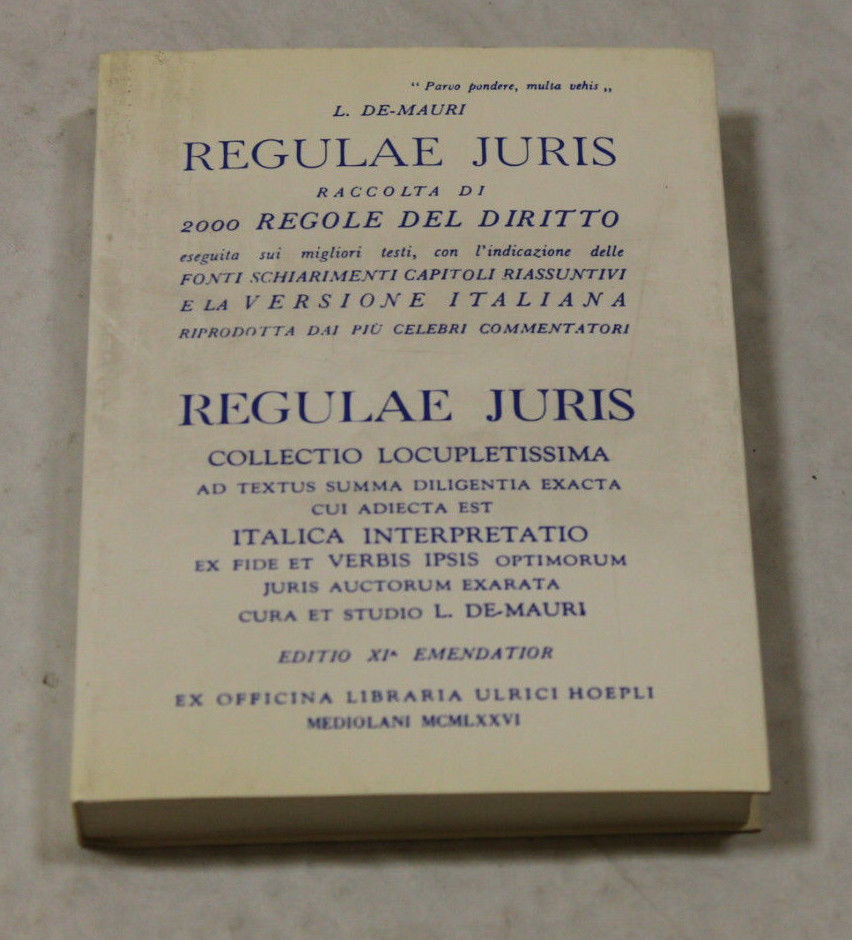 “ Parvo pondere, multa vehis „
L. DE-MAURI
REGULAE JURIS
RACCOLTA DI
2000 REGOLE DEL DIRITTO
eseguita sui migliori testi, con l'indicazione delle
FONTI SCHIARIMENTI CAPITOLI RIASSUNTIVI
E LA VERSIONE ITALIANA
RIPRODOTTA DAI PIÙ CELEBRI COMMENTATORI
REGULAE JURIS
COLLECTIO LOCUPLETISSIMA
AD TEXTUS SUMMA DILIGENTIA EXACTA
CUI ADIECTA EST
ITALICA INTERPRETATIO
EX FIDE ET VERBIS IPSIS OPTIMORUM
JURIS AUCTORUM EXARATA
CURA ET STUDIO L. DE-MAURI
EDITIO XIᴬ EMENDATIOR
EX OFFICINA LIBRARIA ULRICI HOEPLI
MEDIOLANI MCMLXXVI